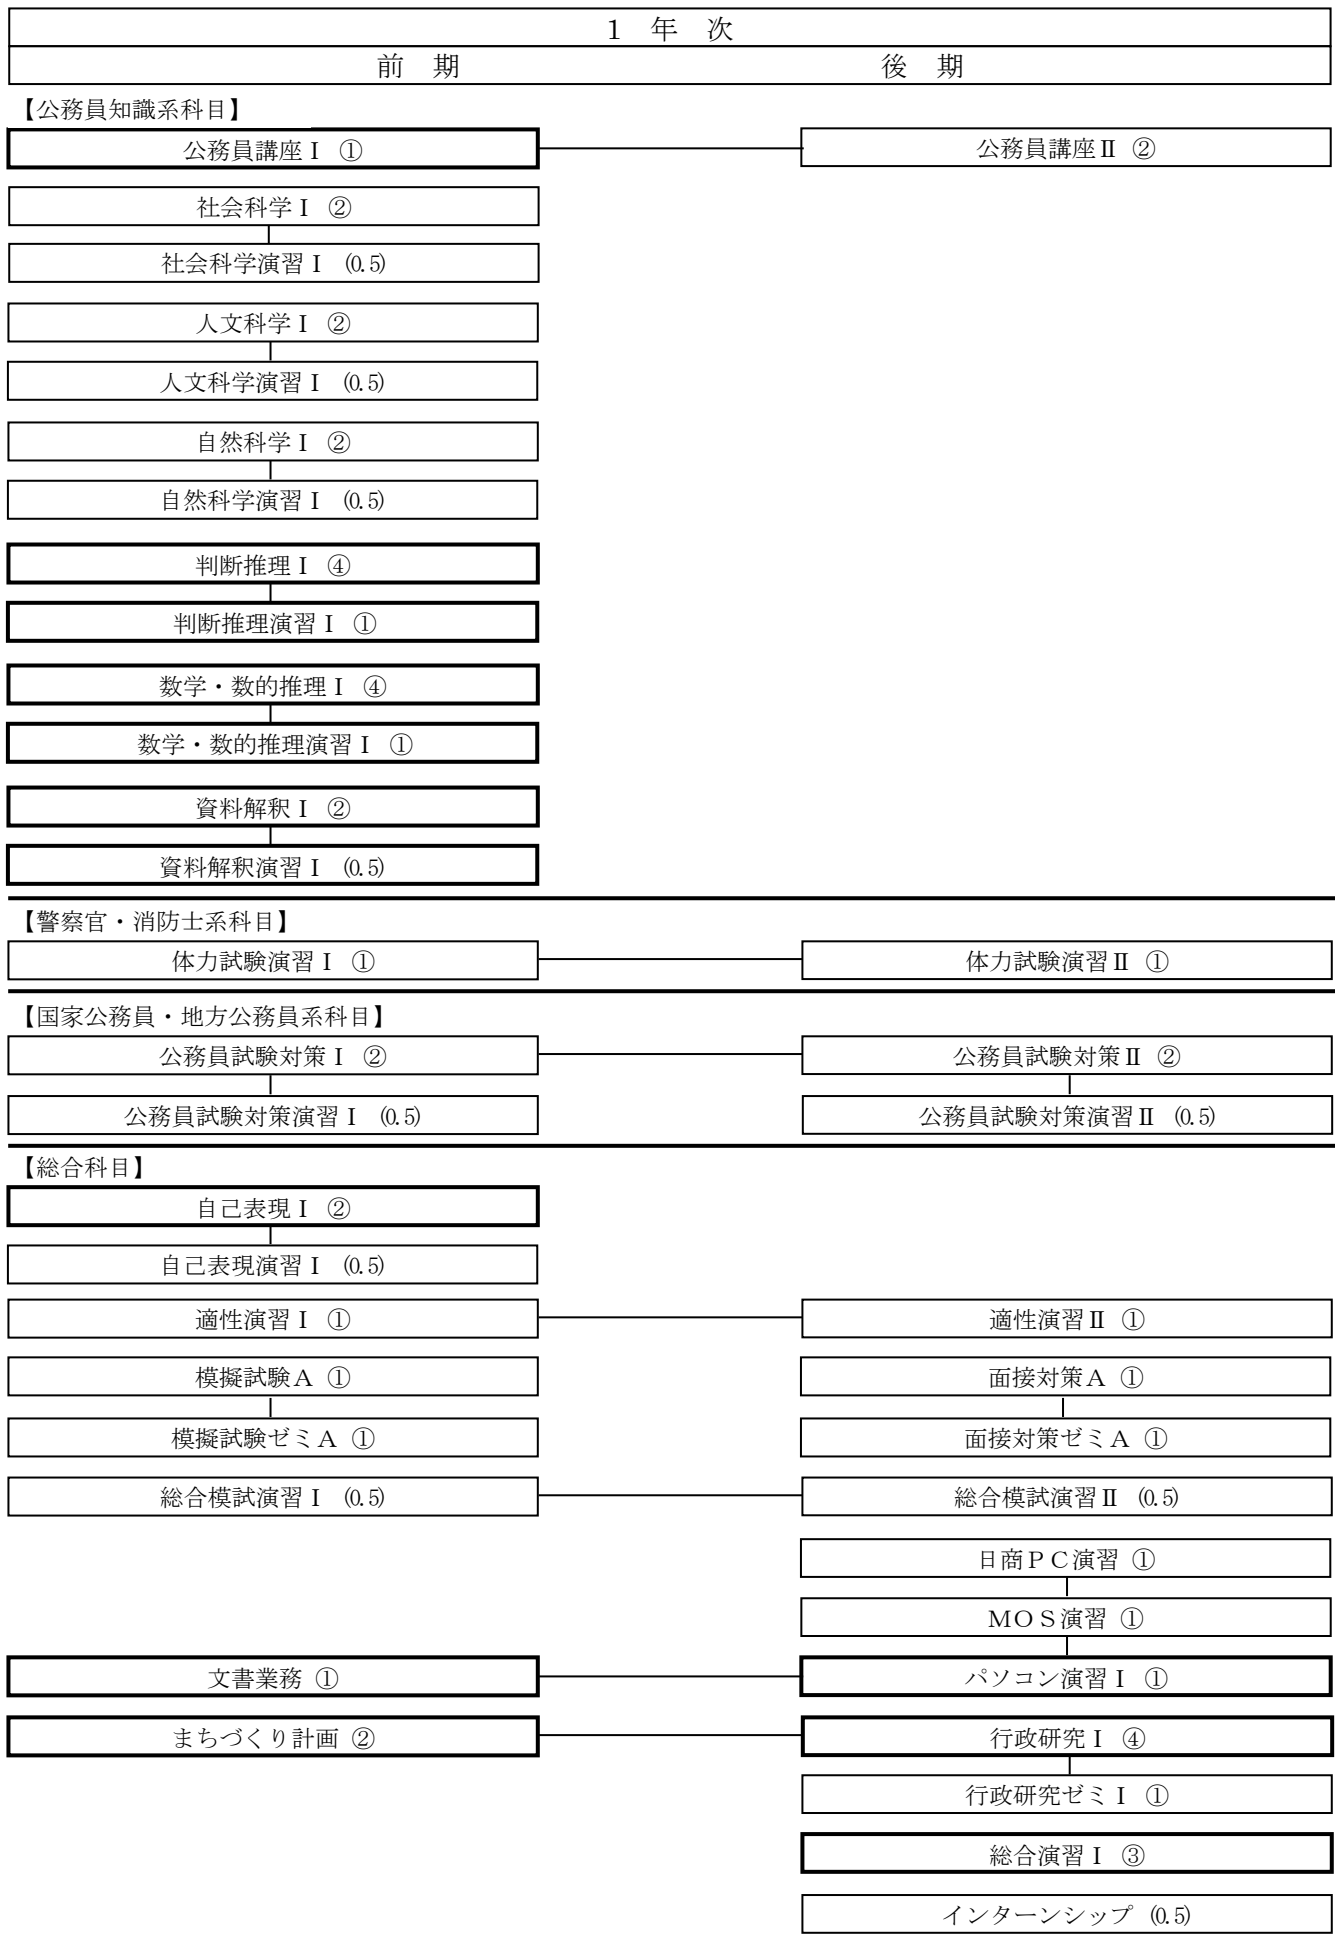 1 年 次
前 期 後 期
【公務員知識系科目】
公務員講座Ⅰ ① 公務員講座Ⅱ ②
社会科学Ⅰ ②
社会科学演習Ⅰ (0.5)
人文科学Ⅰ ②
人文科学演習Ⅰ (0.5)
自然科学Ⅰ ②
自然科学演習Ⅰ (0.5)
判断推理Ⅰ ④
判断推理演習Ⅰ ①
数学・数的推理Ⅰ ④
数学・数的推理演習Ⅰ ①
資料解釈Ⅰ ②
資料解釈演習Ⅰ (0.5)
【警察官・消防士系科目】
体力試験演習Ⅰ ① 体力試験演習Ⅱ ①
【国家公務員・地方公務員系科目】
公務員試験対策Ⅰ ② 公務員試験対策Ⅱ ②
公務員試験対策演習Ⅰ (0.5) 公務員試験対策演習Ⅱ (0.5)
【総合科目】
自己表現Ⅰ ②
自己表現演習Ⅰ (0.5)
適性演習Ⅰ ① 適性演習Ⅱ ①
模擬試験A ① 面接対策A ①
模擬試験ゼミA ① 面接対策ゼミA ①
総合模試演習Ⅰ (0.5) 総合模試演習Ⅱ (0.5)
日商PC演習 ①
MOS演習 ①
文書業務 ① パソコン演習Ⅰ ①
まちづくり計画 ② 行政研究Ⅰ ④
行政研究ゼミⅠ ①
総合演習Ⅰ ③
インターンシップ (0.5)